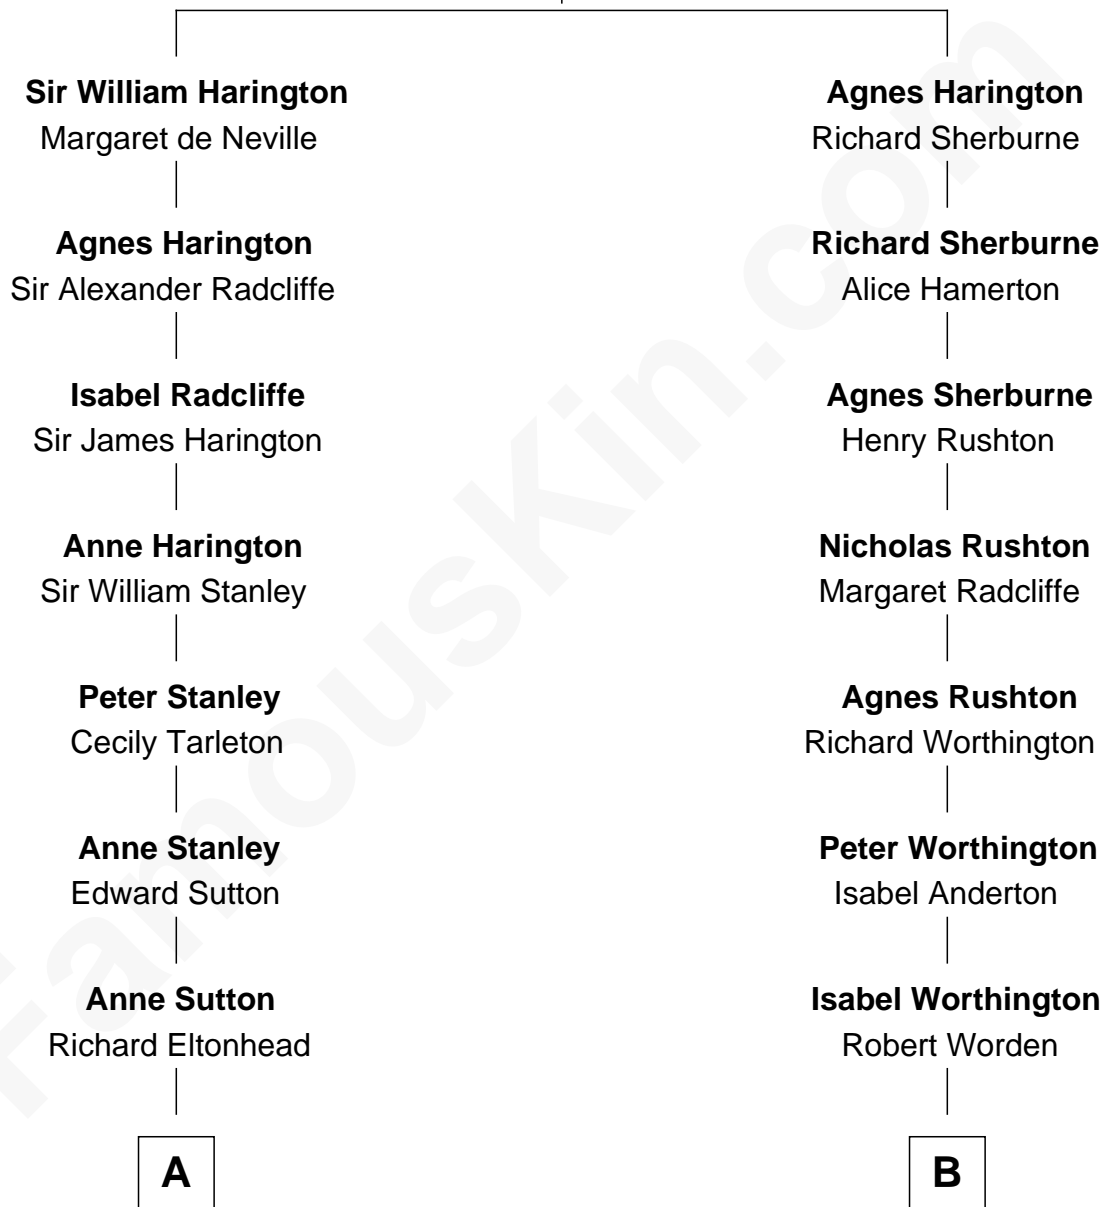 Sir William Harington
Margaret de Neville
Agnes Harington
Sir Alexander Radcliffe
Isabel Radcliffe
Sir James Harington
Anne Harington
Sir William Stanley
Peter Stanley
Cecily Tarleton
Anne Stanley
Edward Sutton
Anne Sutton
Richard Eltonhead
A
Agnes Harington
Richard Sherburne
Richard Sherburne
Alice Hamerton
Agnes Sherburne
Henry Rushton
Nicholas Rushton
Margaret Radcliffe
Agnes Rushton
Richard Worthington
Peter Worthington
Isabel Anderton
Isabel Worthington
Robert Worden
B
FamousKin.com